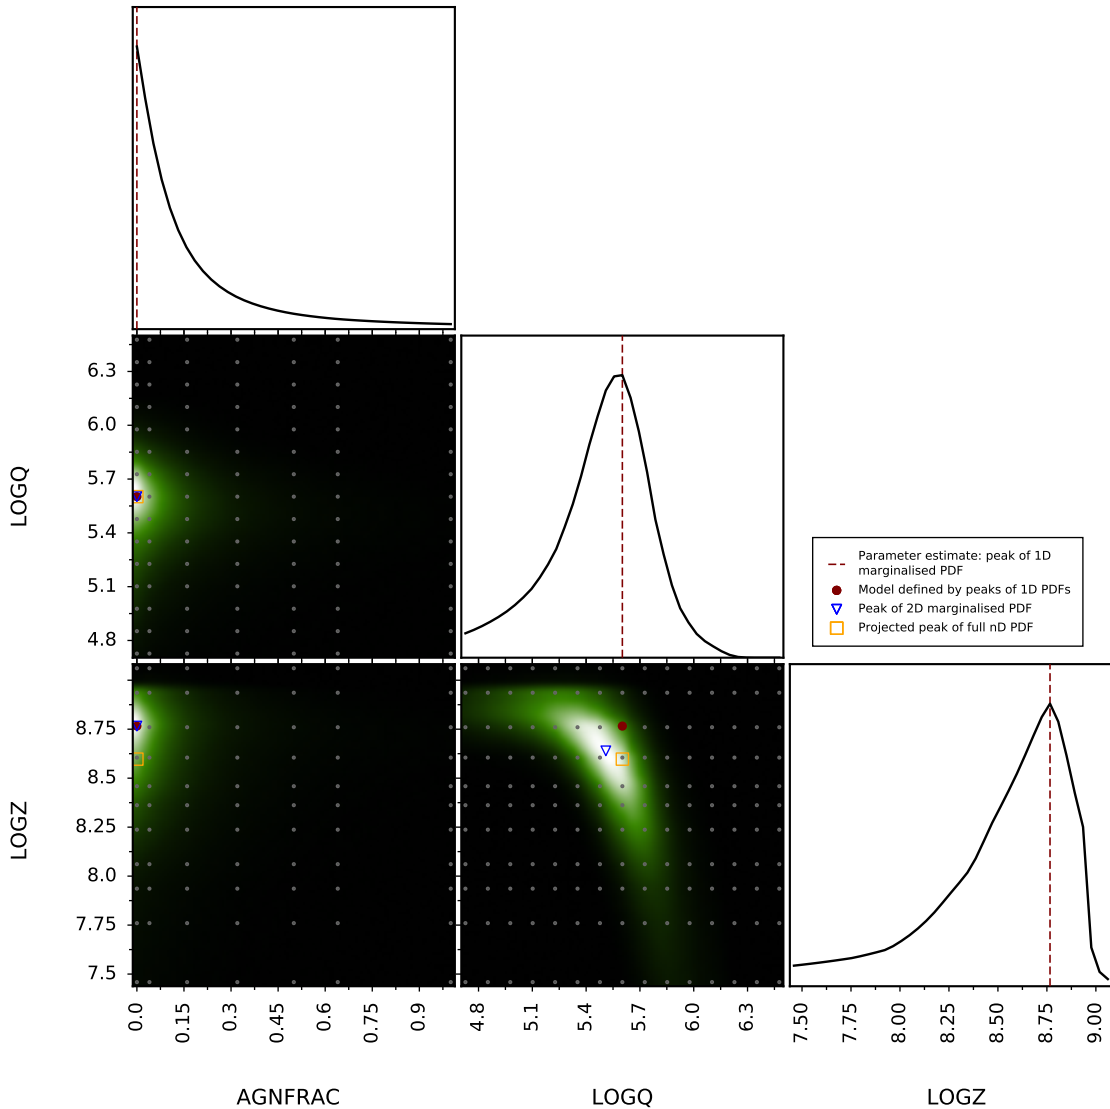 6.3
6.0
5.7
5.4
5.1
4.8
LOGQ
Parameter estimate: peak of 1D
marginalised PDF
Model defined by peaks of 1D PDFs
Peak of 2D marginalised PDF
Projected peak of full nD PDF
8.75
8.5
8.25
8.0
7.75
7.5
LOGZ
0.0 0.15 0.3 0.45 0.6 0.75 0.9
4.8 5.1 5.4 5.7 6.0 6.3
7.50 7.75 8.00 8.25 8.50 8.75 9.00
AGNFRAC LOGQ LOGZ